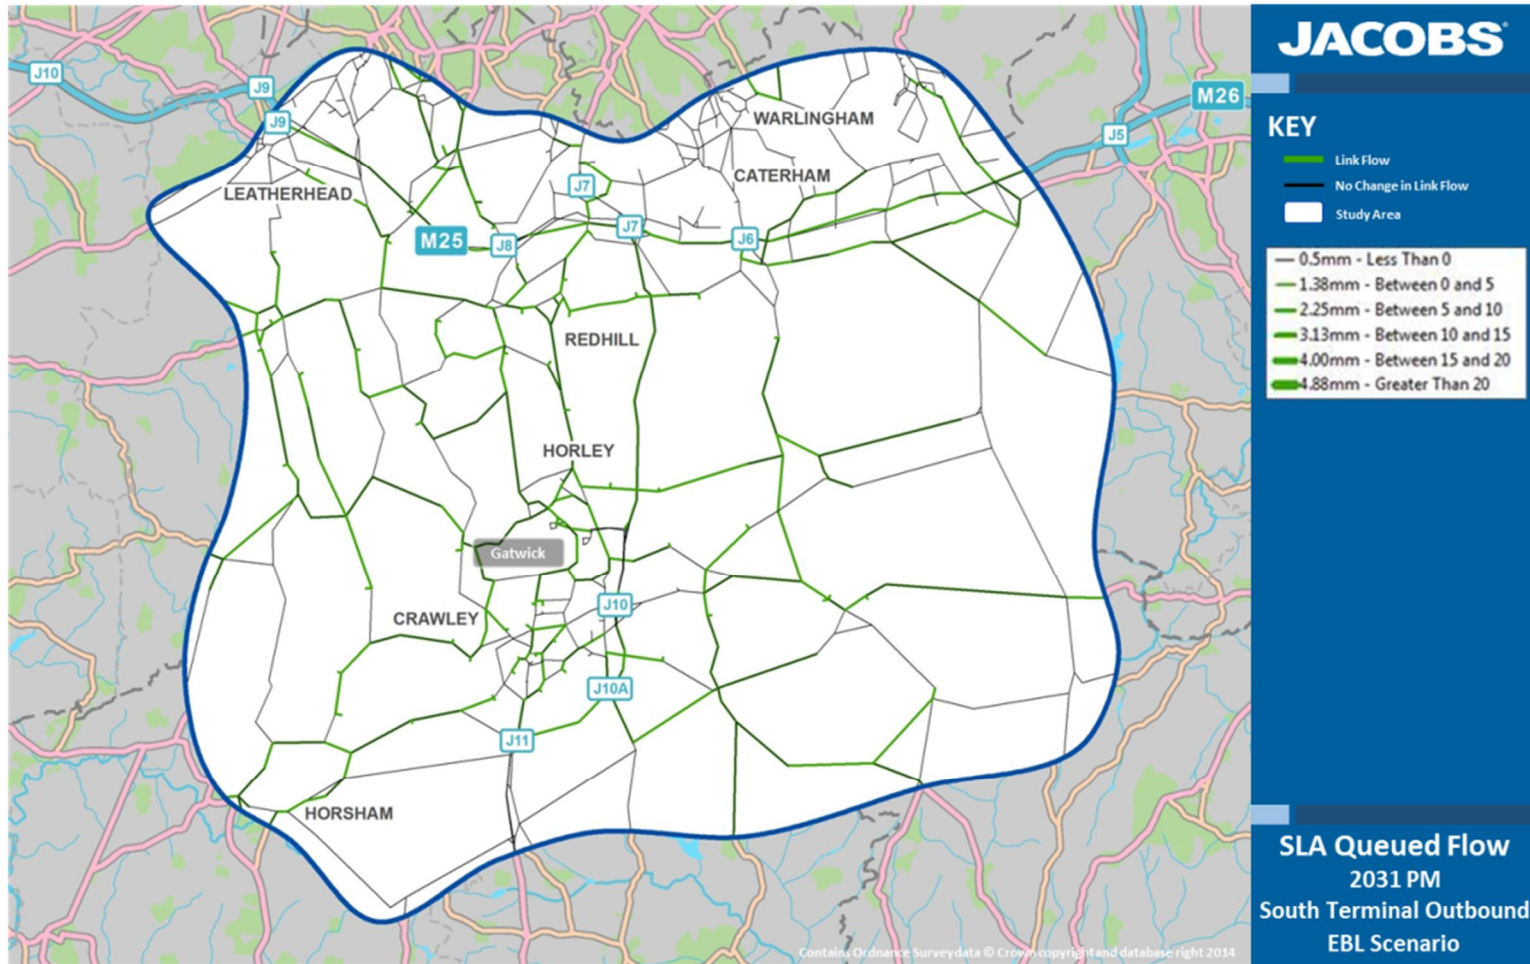 JACOBS
J10
J9
J9
M26
J5
WARLINGHAM
CATERHAM
LEATHERHEAD
J7
J7
M25
J8
J6
REDHILL
HORLEY
Gatwick
CRAWLEY
J10
J10A
J11
HORSHAM
Contains Ordnance Survey data © Crown copyright and database right 2014
KEY
Link Flow
No Change in Link Flow
Study Area
0.5mm - Less Than 0
1.38mm - Between 0 and 5
2.25mm - Between 5 and 10
3.13mm - Between 10 and 15
4.00mm - Between 15 and 20
4.88mm - Greater Than 20
SLA Queued Flow
2031 PM
South Terminal Outbound
EBL Scenario